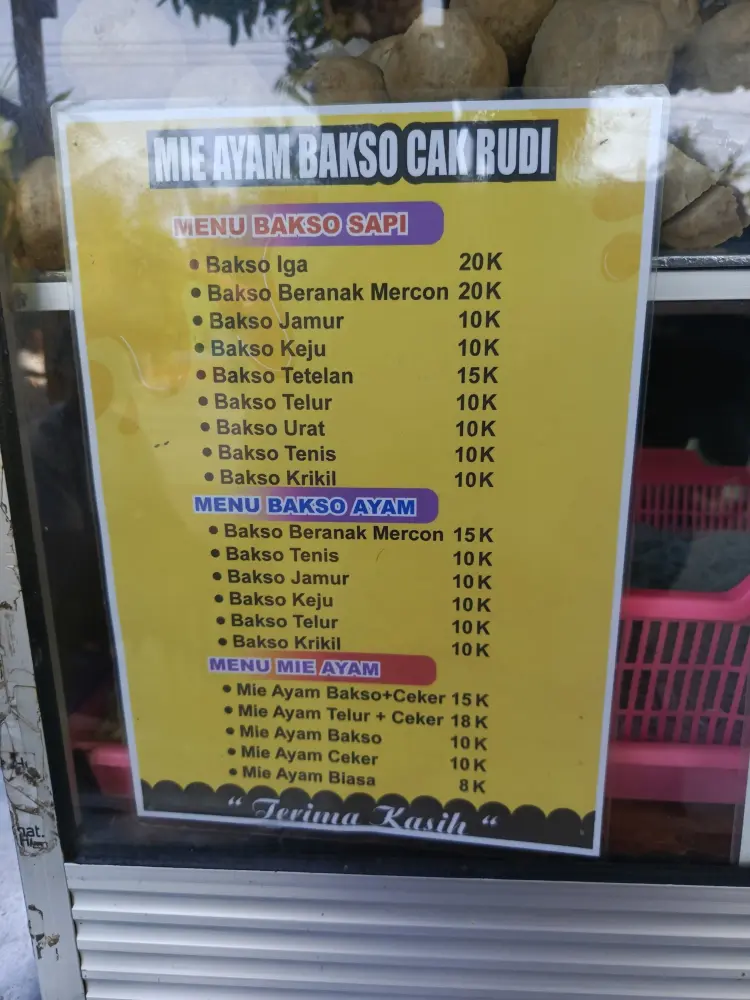 MIE AYAM BAKSO CAK RUDI
MENU BAKSO SAPI
• Bakso Iga 20K
• Bakso Beranak Mercon 20K
• Bakso Jamur 10K
• Bakso Keju 10K
• Bakso Tetelan 15K
• Bakso Telur 10K
• Bakso Urat 10K
• Bakso Tenis 10K
• Bakso Krikil 10K
MENU BAKSO AYAM
• Bakso Beranak Mercon 15K
• Bakso Tenis 10K
• Bakso Jamur 10K
• Bakso Keju 10K
• Bakso Telur 10K
• Bakso Krikil 10K
MENU MIE AYAM
• Mie Ayam Bakso+Ceker 15K
• Mie Ayam Telur + Ceker 18K
• Mie Ayam Bakso 10K
• Mie Ayam Ceker 10K
• Mie Ayam Biasa 8K
“ Terima Kasih “